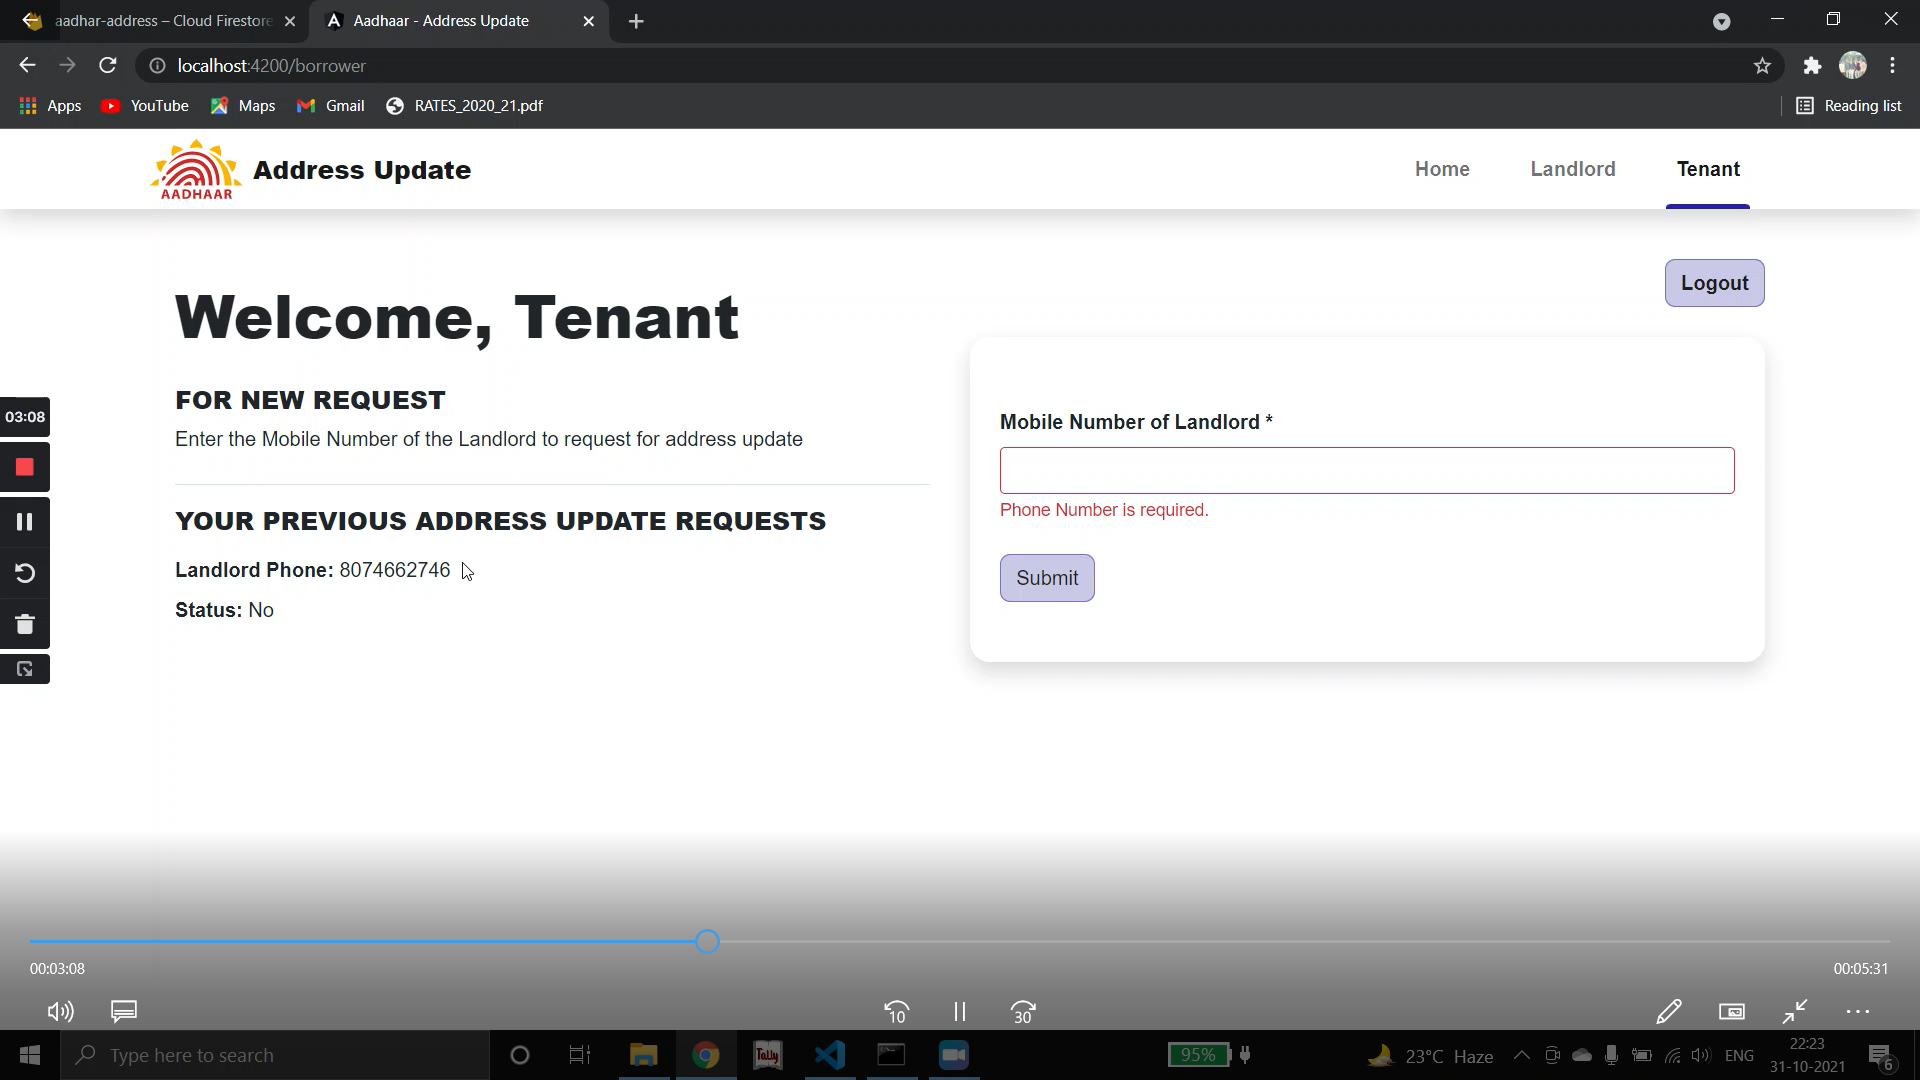 aadhar-address – Cloud Firestore
Aadhaar - Address Update
localhost:4200/borrower
Apps
YouTube
Maps
Gmail
RATES_2020_21.pdf
Reading list
AADHAAR
Address Update
Home
Landlord
Tenant
Logout
Welcome, Tenant
FOR NEW REQUEST
Enter the Mobile Number of the Landlord to request for address update
YOUR PREVIOUS ADDRESS UPDATE REQUESTS
Landlord Phone: 8074662746
Status: No
Mobile Number of Landlord *
Phone Number is required.
Submit
03:08
00:03:08
00:05:31
10
30
Type here to search
Tally
95%
23°C Haze
ENG
22:23
31-10-2021
6